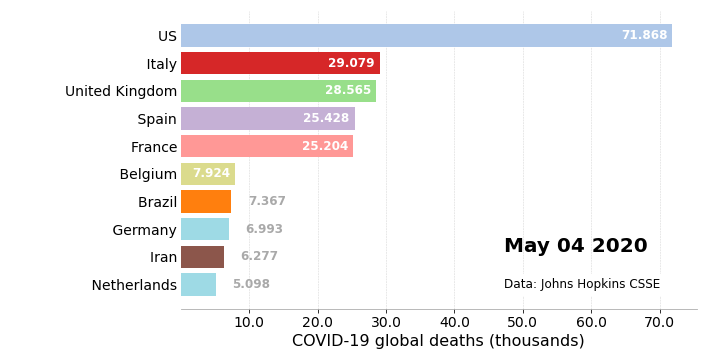 US 71.868
Italy 29.079
United Kingdom 28.565
Spain 25.428
France 25.204
Belgium 7.924
Brazil 7.367
Germany 6.993
Iran 6.277
Netherlands 5.098
May 04 2020
Data: Johns Hopkins CSSE
10.0 20.0 30.0 40.0 50.0 60.0 70.0
COVID-19 global deaths (thousands)